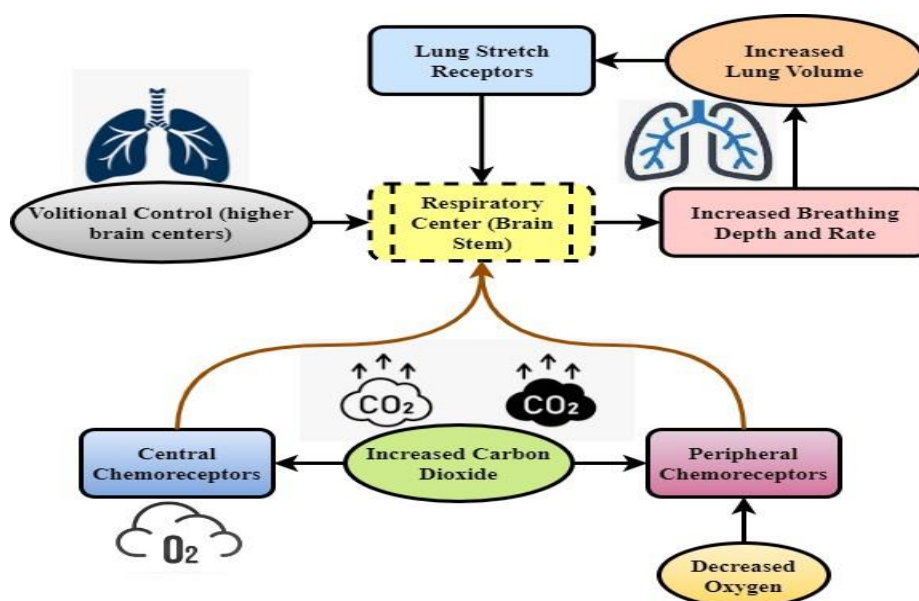 Lung Stretch
Receptors
Increased
Lung Volume
Volitional Control (higher
brain centers)
Respiratory
Center (Brain
Stem)
Increased Breathing
Depth and Rate
CO2
CO2
Central
Chemoreceptors
Increased Carbon
Dioxide
Peripheral
Chemoreceptors
O2
Decreased
Oxygen